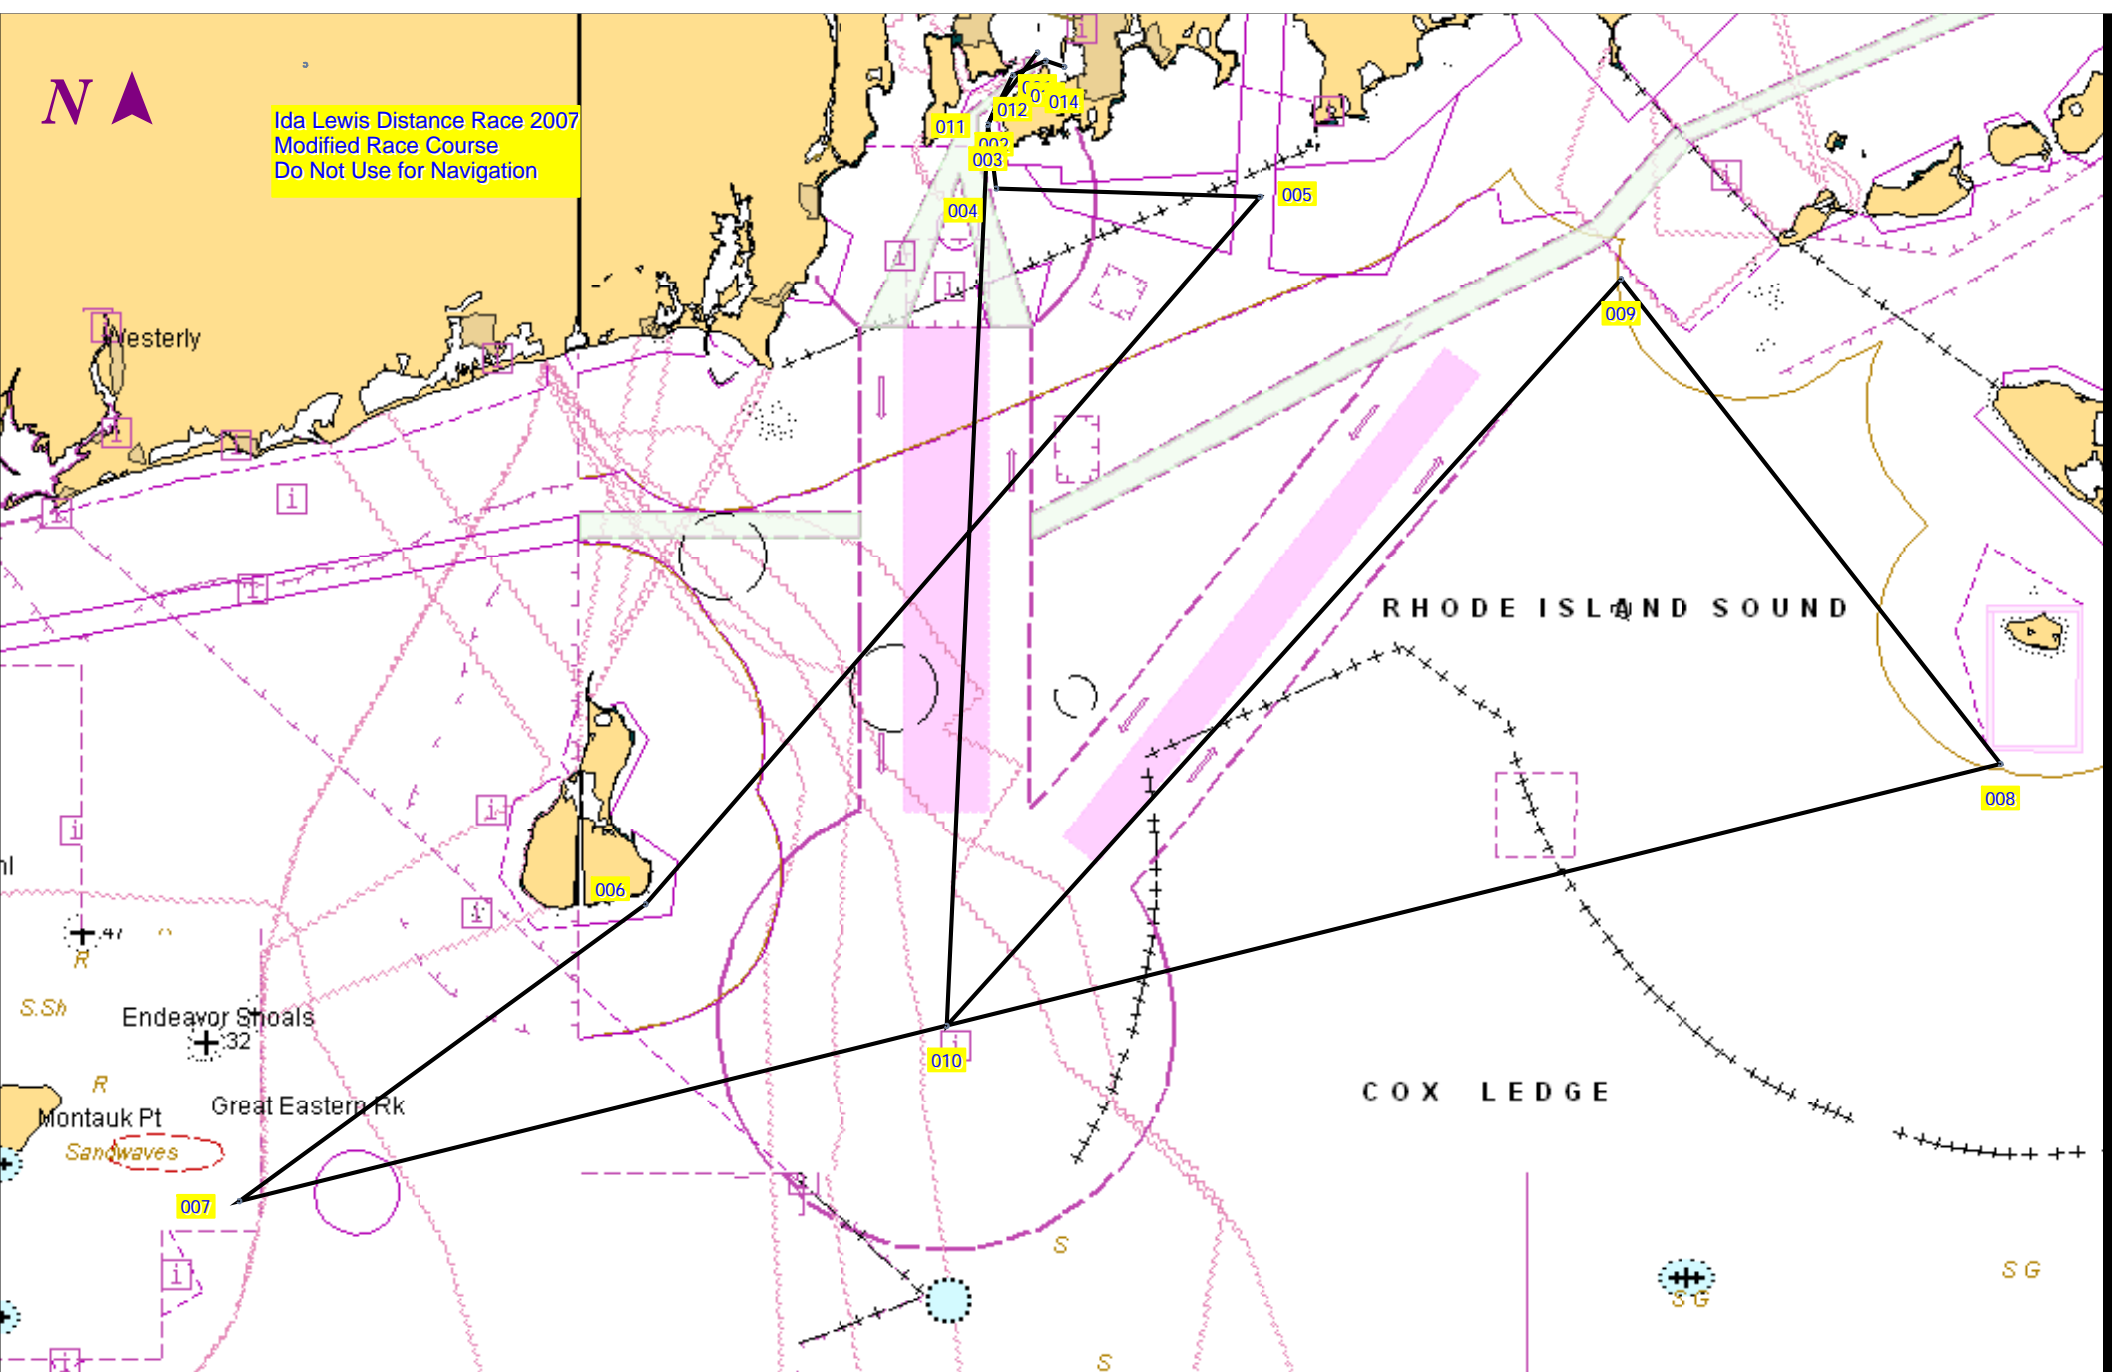 N
Ida Lewis Distance Race 2007
Modified Race Course
Do Not Use for Navigation
014
012
011
002
003
004
005
009
Westerly
RHODE ISLAND SOUND
008
006
47
R
S.Sh
Endeavor Shoals
32
010
R
Great Eastern Rk
Montauk Pt
COX LEDGE
Sandwaves
007
S
S G
S G
S